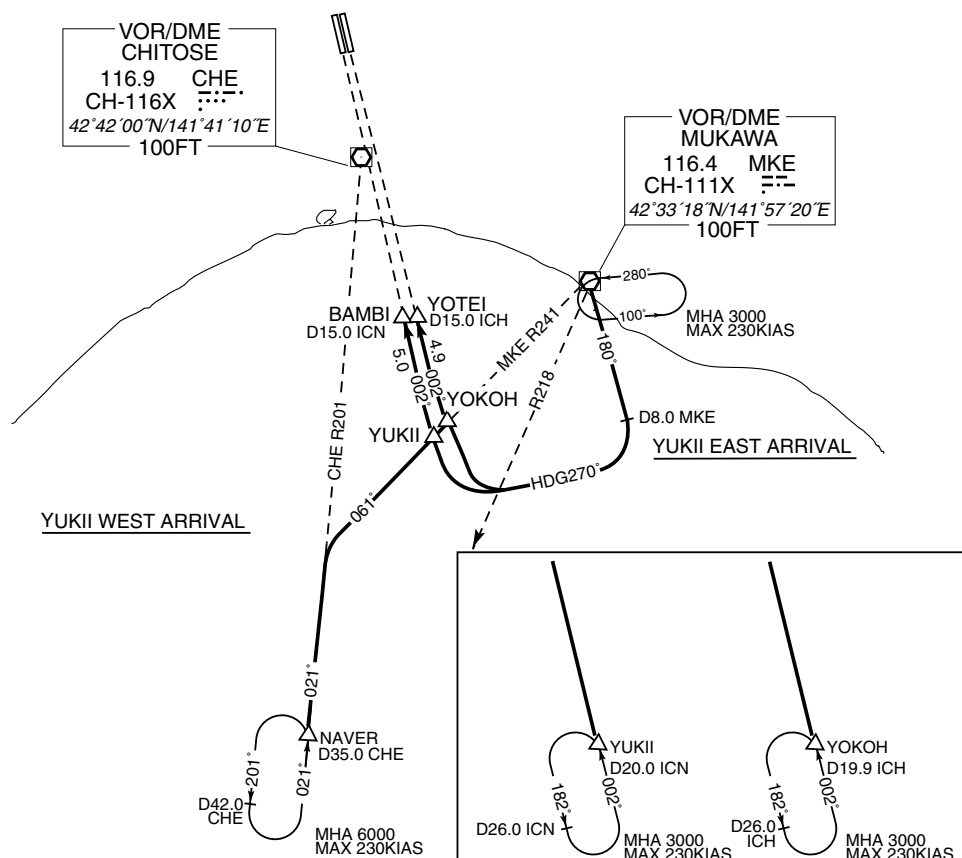 VOR/DME
CHITOSE
116.9 CHE
CH-116X
42°42´00˝N/141°41´10˝E
100FT
VOR/DME
MUKAWA
116.4 MKE
CH-111X
42°33´18˝N/141°57´20˝E
100FT
280°
100°
MHA 3000
MAX 230KIAS
BAMBI
D15.0 ICN
YOTEI
D15.0 ICH
MKE R241
R218
180°
4.9 002°
5.0 002°
YOKOH
YUKII
D8.0 MKE
CHE R201
YUKII EAST ARRIVAL
HDG270°
061°
YUKII WEST ARRIVAL
021°
NAVER
D35.0 CHE
201°
021°
D42.0
CHE
MHA 6000
MAX 230KIAS
YUKII
D20.0 ICN
182°
002°
D26.0 ICN
MHA 3000
MAX 230KIAS
YOKOH
D19.9 ICH
182°
002°
D26.0
ICH
MHA 3000
MAX 230KIAS